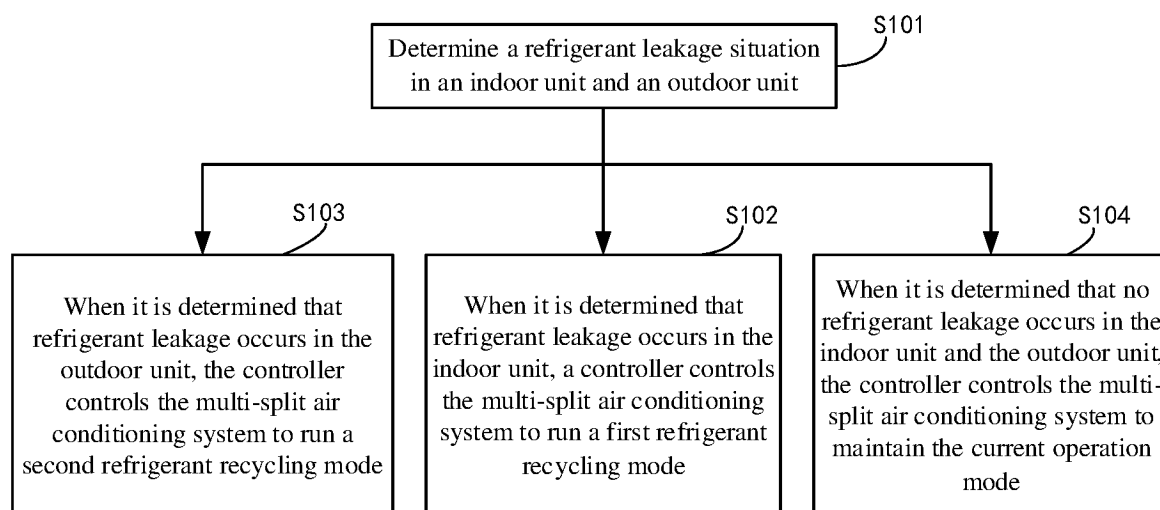 S101
Determine a refrigerant leakage situation
in an indoor unit and an outdoor unit
S103
When it is determined that
refrigerant leakage occurs in the
outdoor unit, the controller
controls the multi-split air
conditioning system to run a
second refrigerant recycling mode
S102
When it is determined that
refrigerant leakage occurs in the
indoor unit, a controller controls
the multi-split air conditioning
system to run a first refrigerant
recycling mode
S104
When it is determined that no
refrigerant leakage occurs in the
indoor unit and the outdoor unit,
the controller controls the multi-
split air conditioning system to
maintain the current operation
mode